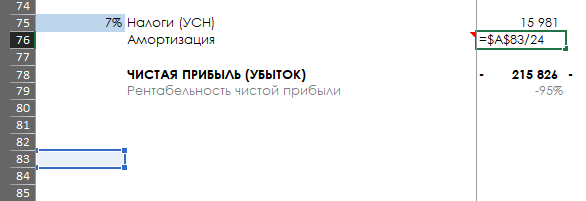 74
75 7% Налоги (УСН) 15 981
76 Амортизация =$A$83/24
77
78 ЧИСТАЯ ПРИБЫЛЬ (УБЫТОК) - 215 826 -
79 Рентабельность чистой прибыли -95%
80
81
82
83
84
85